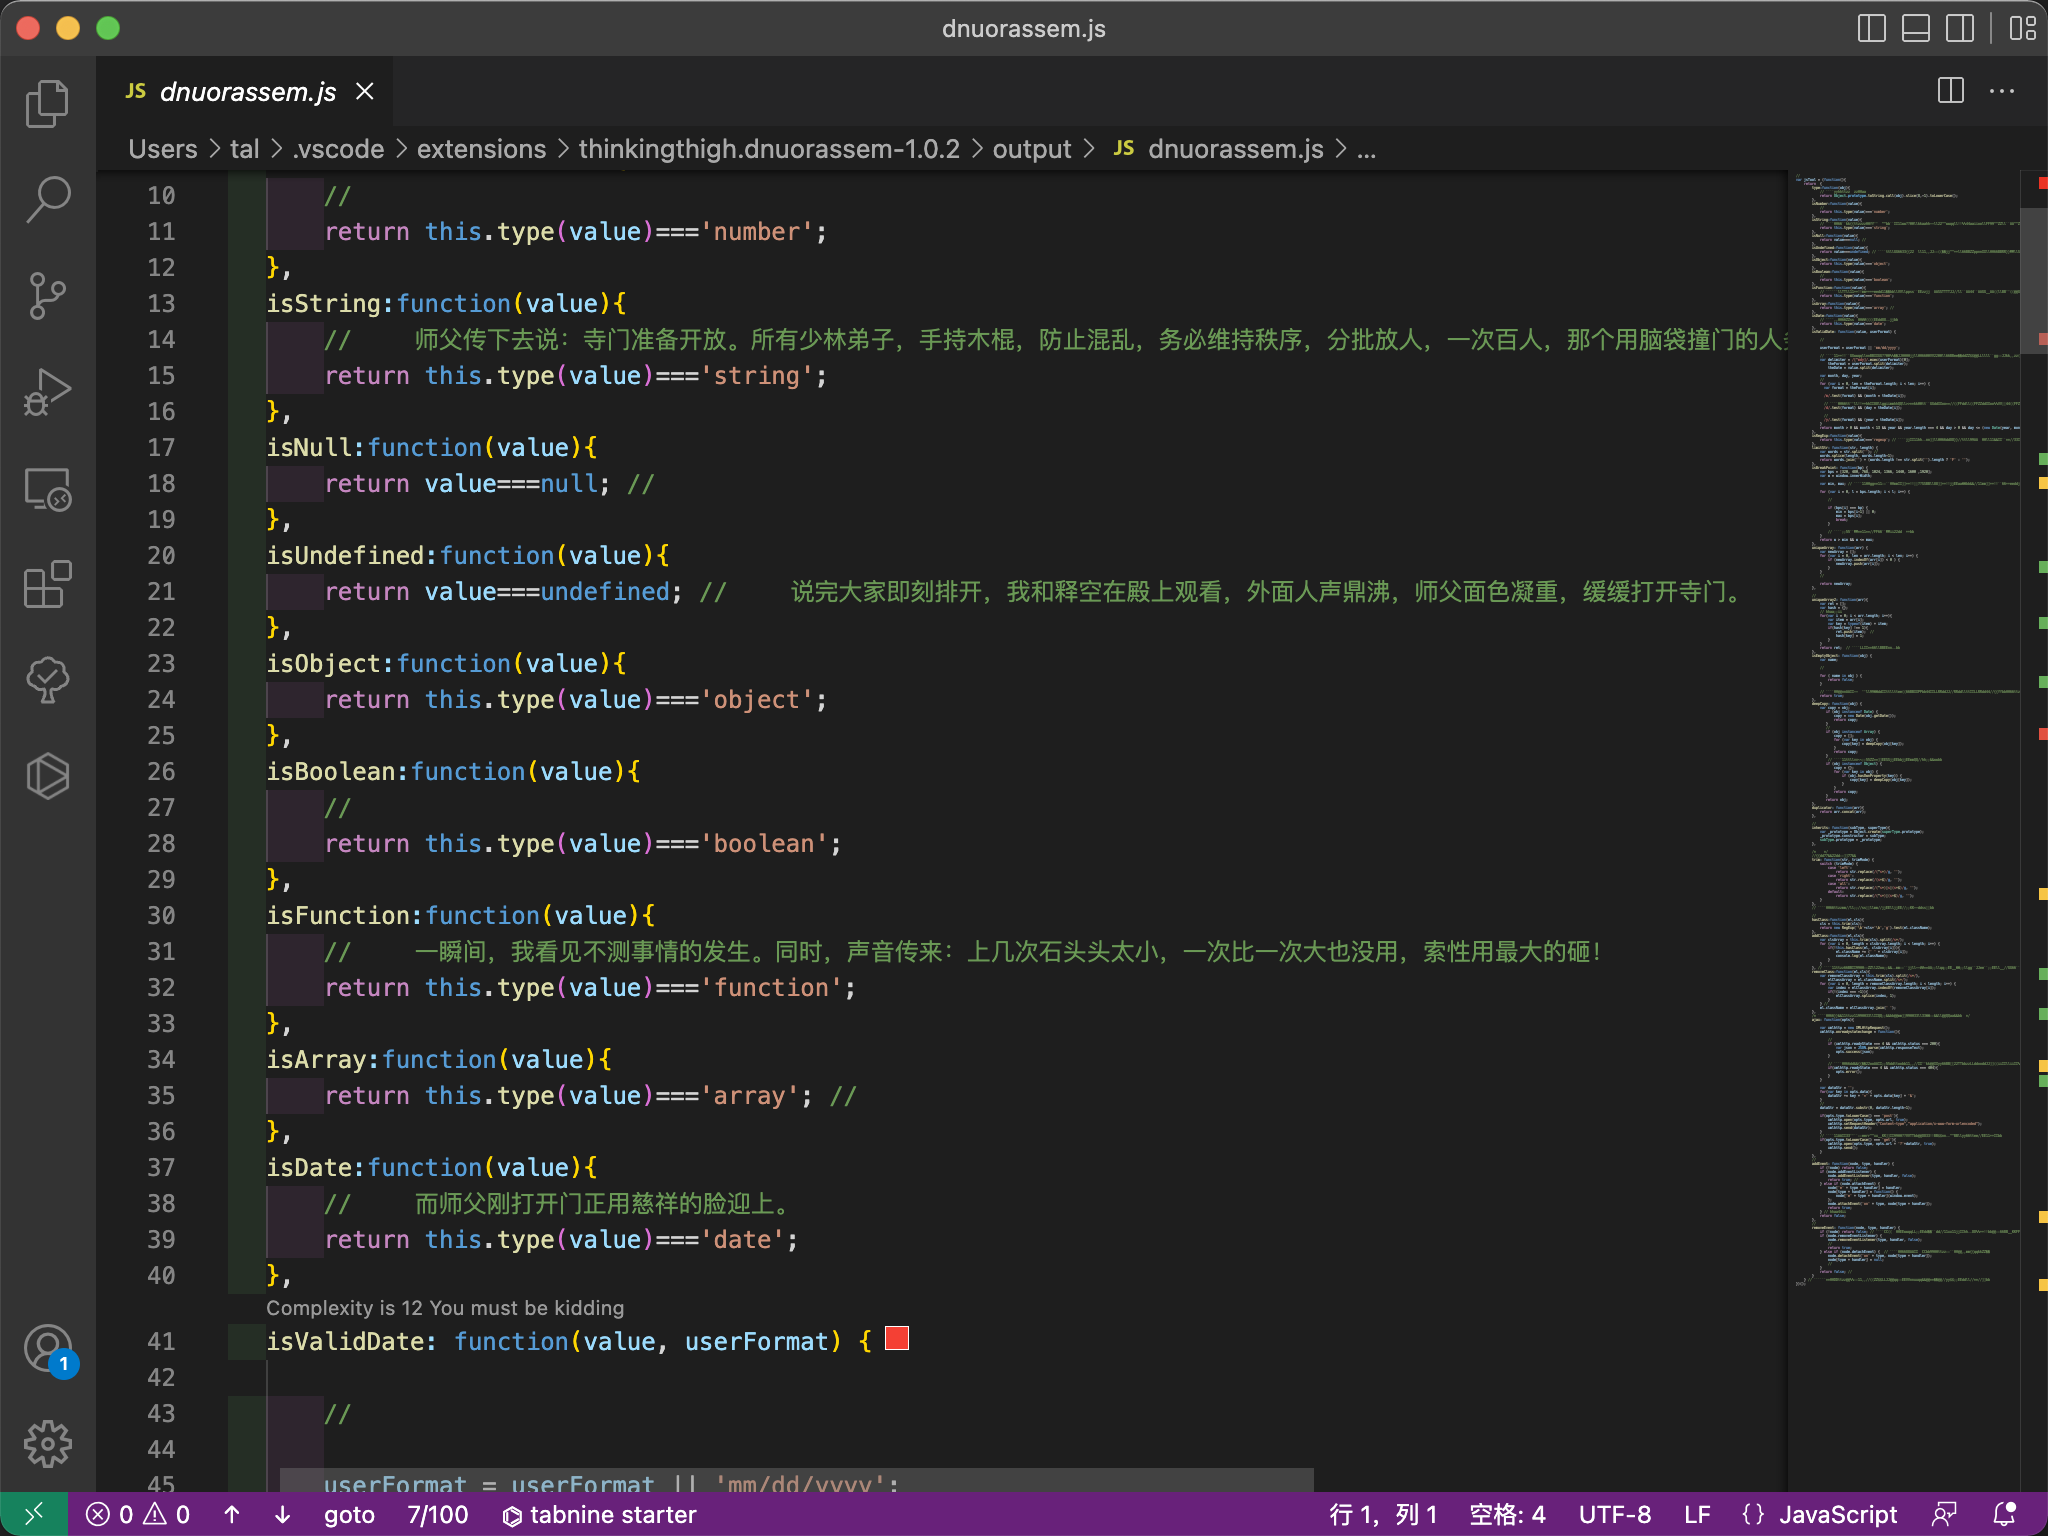 dnuorassem.js
JS dnuorassem.js
Users > tal > .vscode > extensions > thinkingthigh.dnuorassem-1.0.2 > output > JS dnuorassem.js > ...
10 //
11 return this.type(value)==='number';
12 },
13 isString:function(value){
14 // 师父传下去说：寺门准备开放。所有少林弟子，手持木棍，防止混乱，务必维持秩序，分批放人，一次百人，那个用脑袋撞门的人
15 return this.type(value)==='string';
16 },
17 isNull:function(value){
18 return value===null; //
19 },
20 isUndefined:function(value){
21 return value===undefined; // 说完大家即刻排开，我和释空在殿上观看，外面人声鼎沸，师父面色凝重，缓缓打开寺门。
22 },
23 isObject:function(value){
24 return this.type(value)==='object';
25 },
26 isBoolean:function(value){
27 //
28 return this.type(value)==='boolean';
29 },
30 isFunction:function(value){
31 // 一瞬间，我看见不测事情的发生。同时，声音传来：上几次石头头太小，一次比一次大也没用，索性用最大的砸！
32 return this.type(value)==='function';
33 },
34 isArray:function(value){
35 return this.type(value)==='array'; //
36 },
37 isDate:function(value){
38 // 而师父刚打开门正用慈祥的脸迎上。
39 return this.type(value)==='date';
40 },
Complexity is 12 You must be kidding
41 isValidDate: function(value, userFormat) {
42
43 //
44
45 userFormat = userFormat || 'mm/dd/yyyy';
1
0 0 ↑ ↓ goto 7/100 tabnine starter 行 1，列 1 空格: 4 UTF-8 LF {} JavaScript